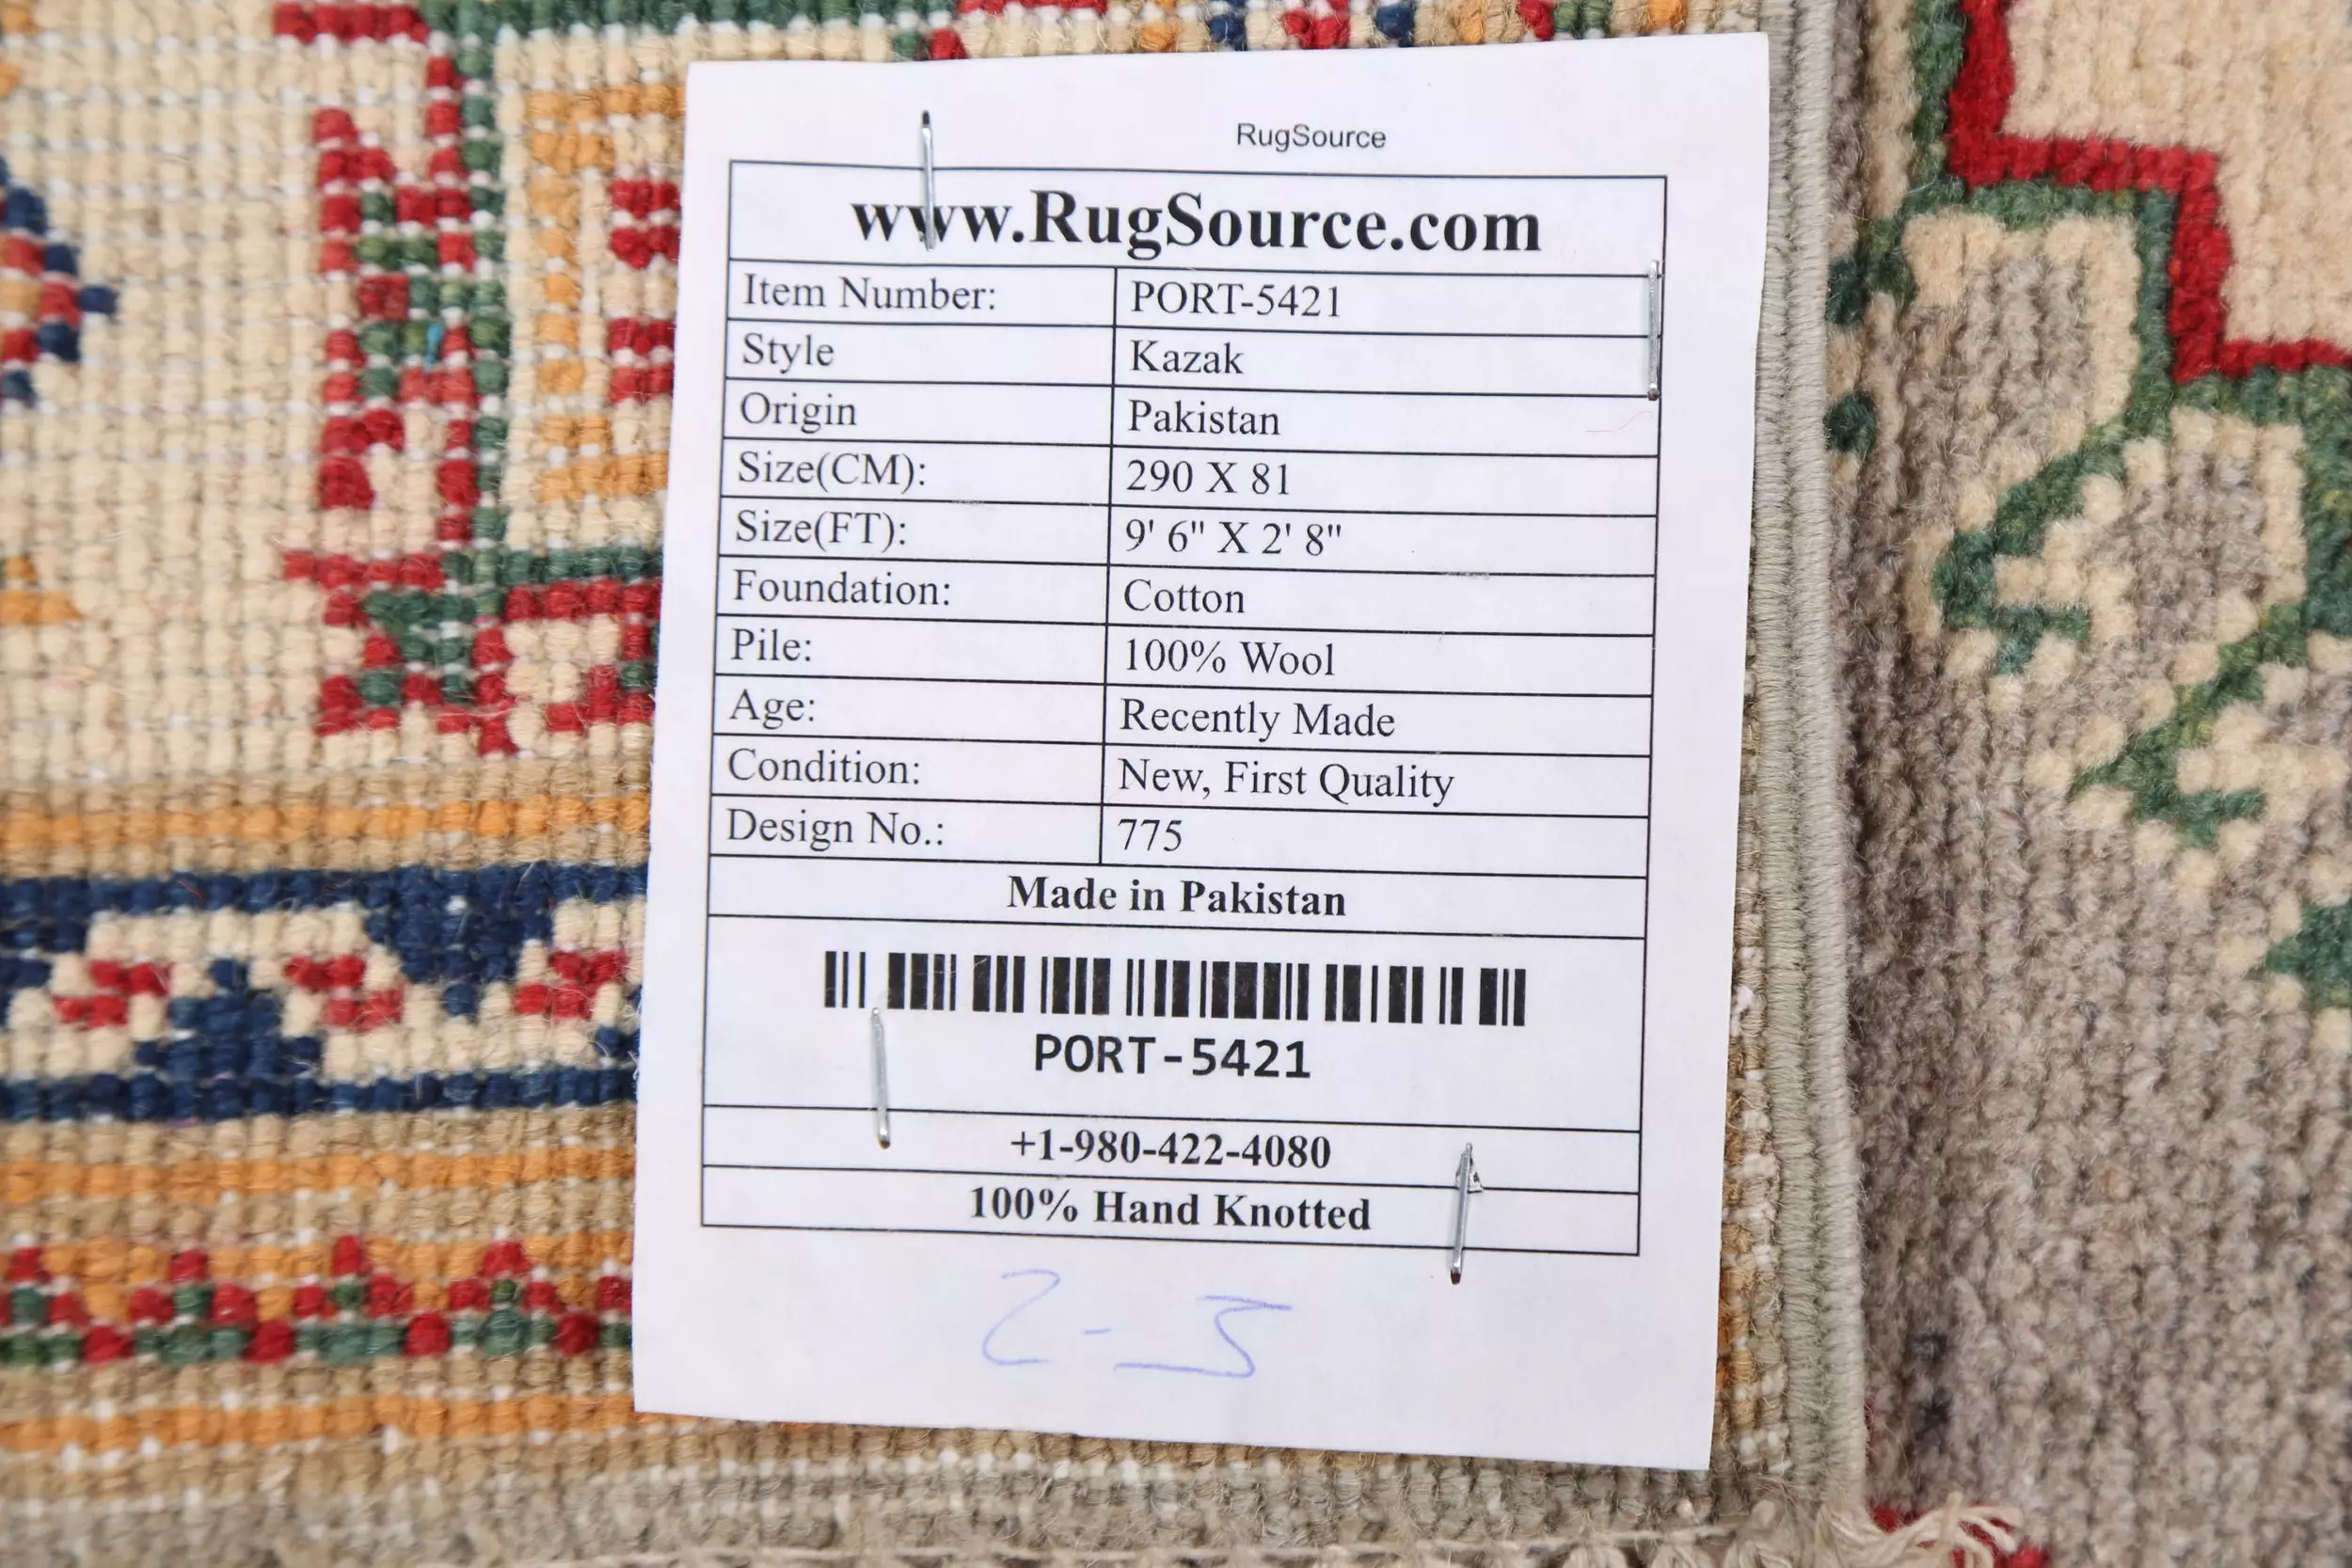 RugSource
www.RugSource.com
Item Number: PORT-5421
Style Kazak
Origin Pakistan
Size(CM): 290 X 81
Size(FT): 9' 6" X 2' 8"
Foundation: Cotton
Pile: 100% Wool
Age: Recently Made
Condition: New, First Quality
Design No.: 775
Made in Pakistan
PORT-5421
+1-980-422-4080
100% Hand Knotted